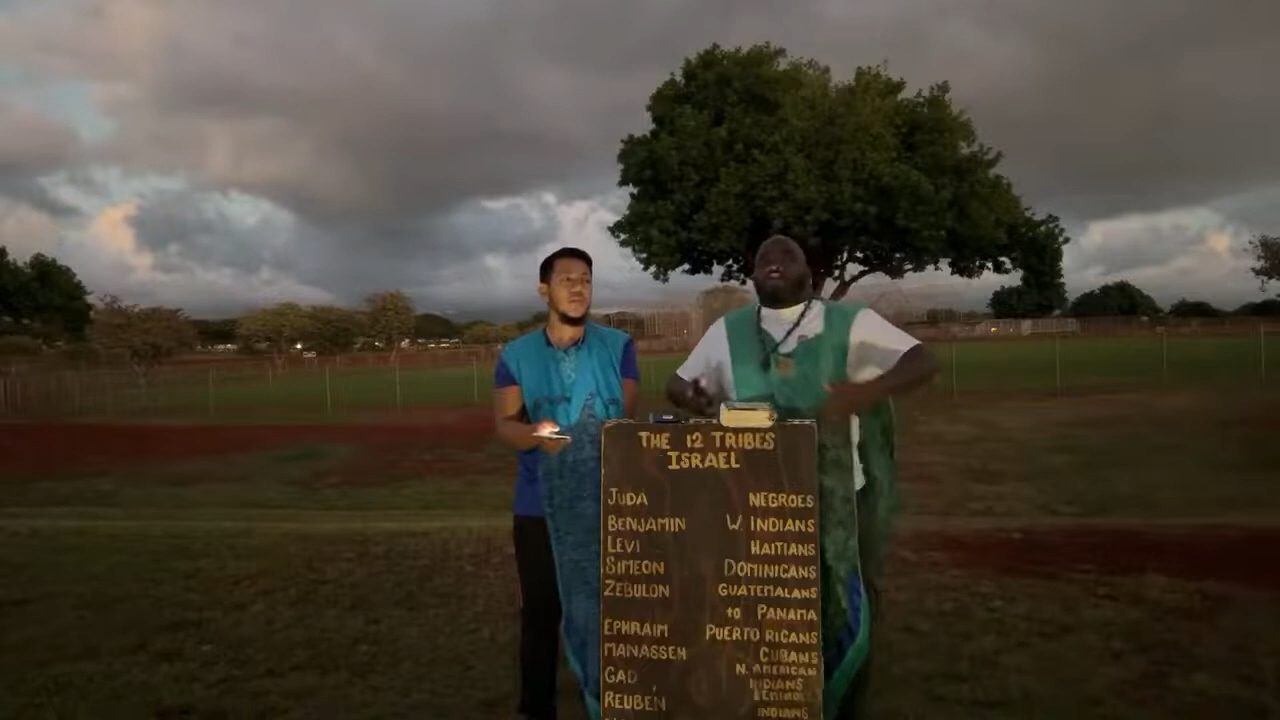 THE 12 TRIBES
ISRAEL
JUDA NEGROES
BENJAMIN W. INDIANS
LEVI HAITIANS
SIMEON DOMINICANS
ZEBULON GUATEMALANS
to PANAMA
EPHRAIM PUERTO RICANS
MANASSEH CUBANS
GAD N. AMERICAN
INDIANS
REUBEN
INDIANS